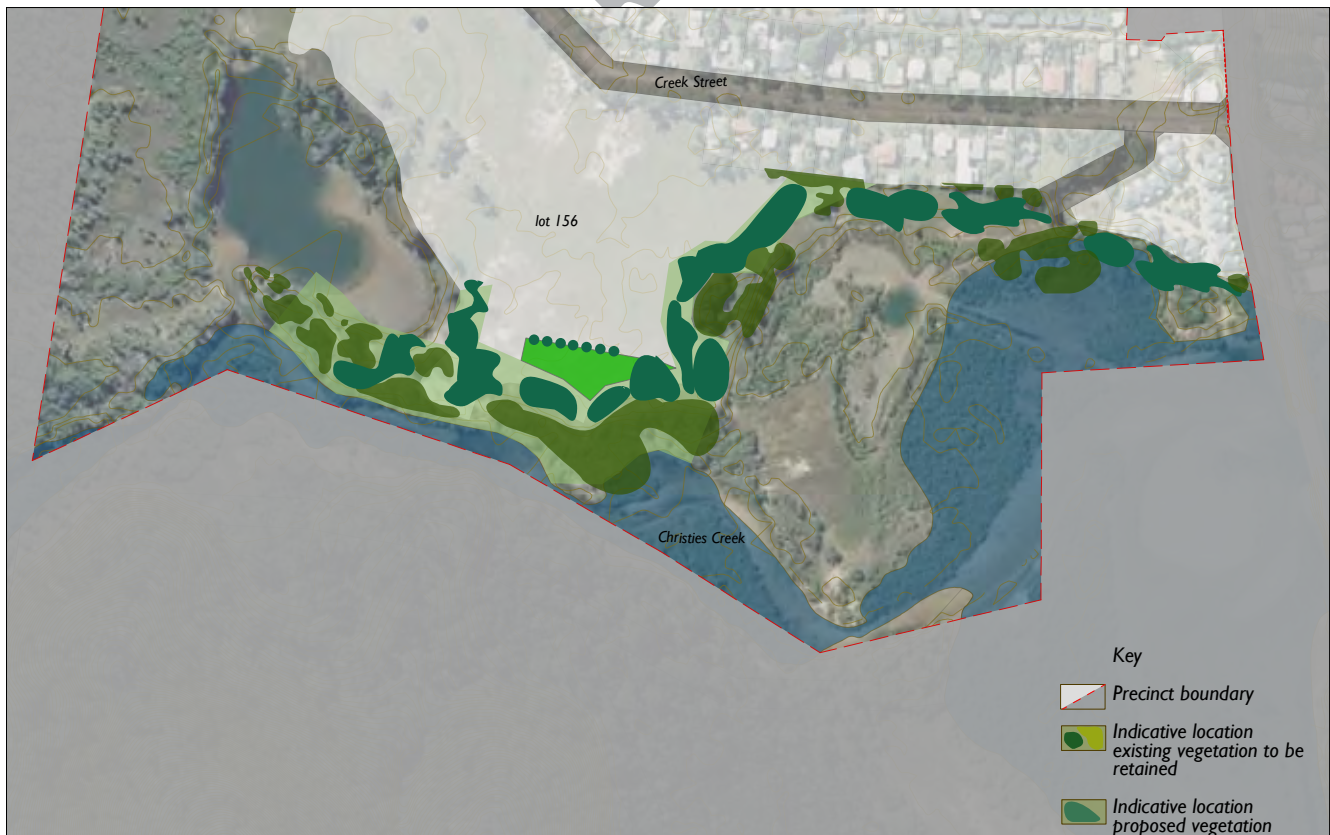 Creek Street
lot 156
Christies Creek
Key
Precinct boundary
Indicative location
existing vegetation to be
retained
Indicative location
proposed vegetation